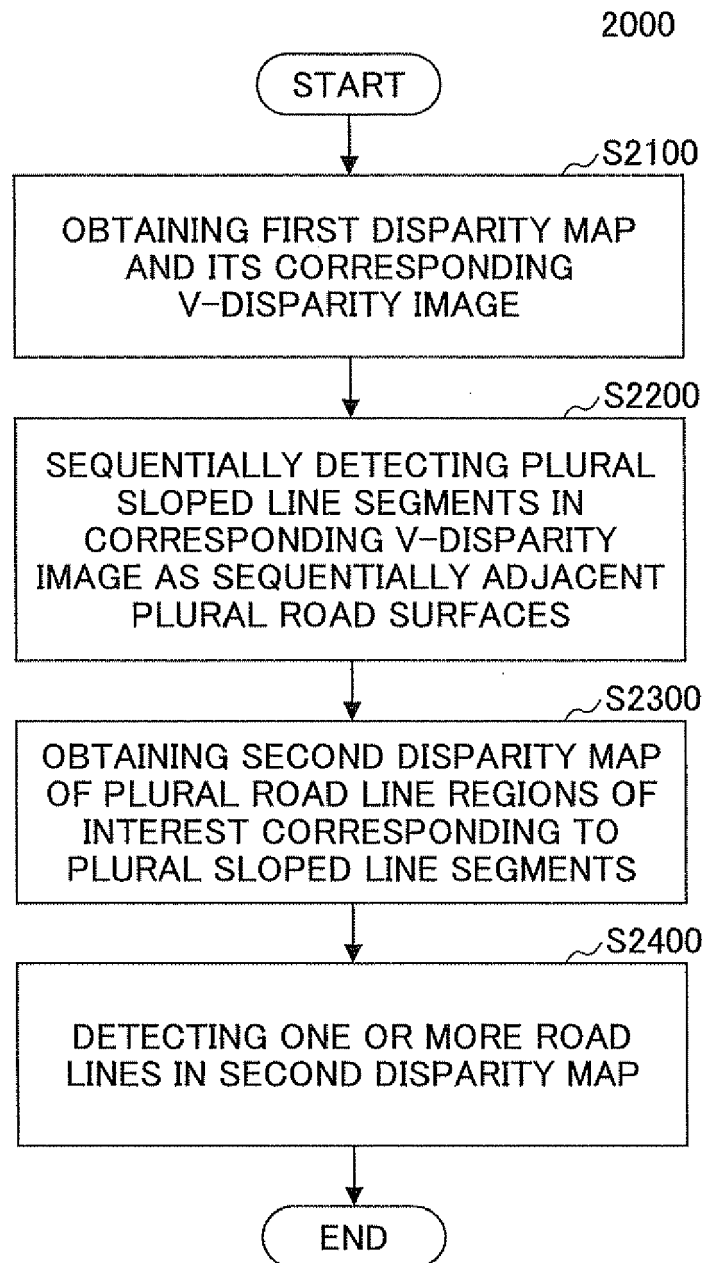 2000
START
S2100
OBTAINING FIRST DISPARITY MAP
AND ITS CORRESPONDING
V-DISPARITY IMAGE
S2200
SEQUENTIALLY DETECTING PLURAL
SLOPED LINE SEGMENTS IN
CORRESPONDING V-DISPARITY
IMAGE AS SEQUENTIALLY ADJACENT
PLURAL ROAD SURFACES
S2300
OBTAINING SECOND DISPARITY MAP
OF PLURAL ROAD LINE REGIONS OF
INTEREST CORRESPONDING TO
PLURAL SLOPED LINE SEGMENTS
S2400
DETECTING ONE OR MORE ROAD
LINES IN SECOND DISPARITY MAP
END